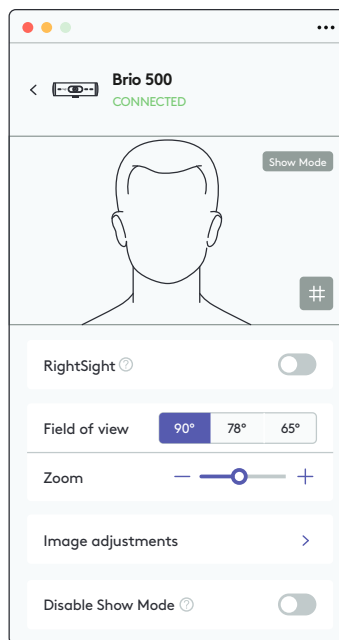 Brio 500
CONNECTED
Show Mode
RightSight
Field of view 90° 78° 65°
Zoom
Image adjustments
Disable Show Mode